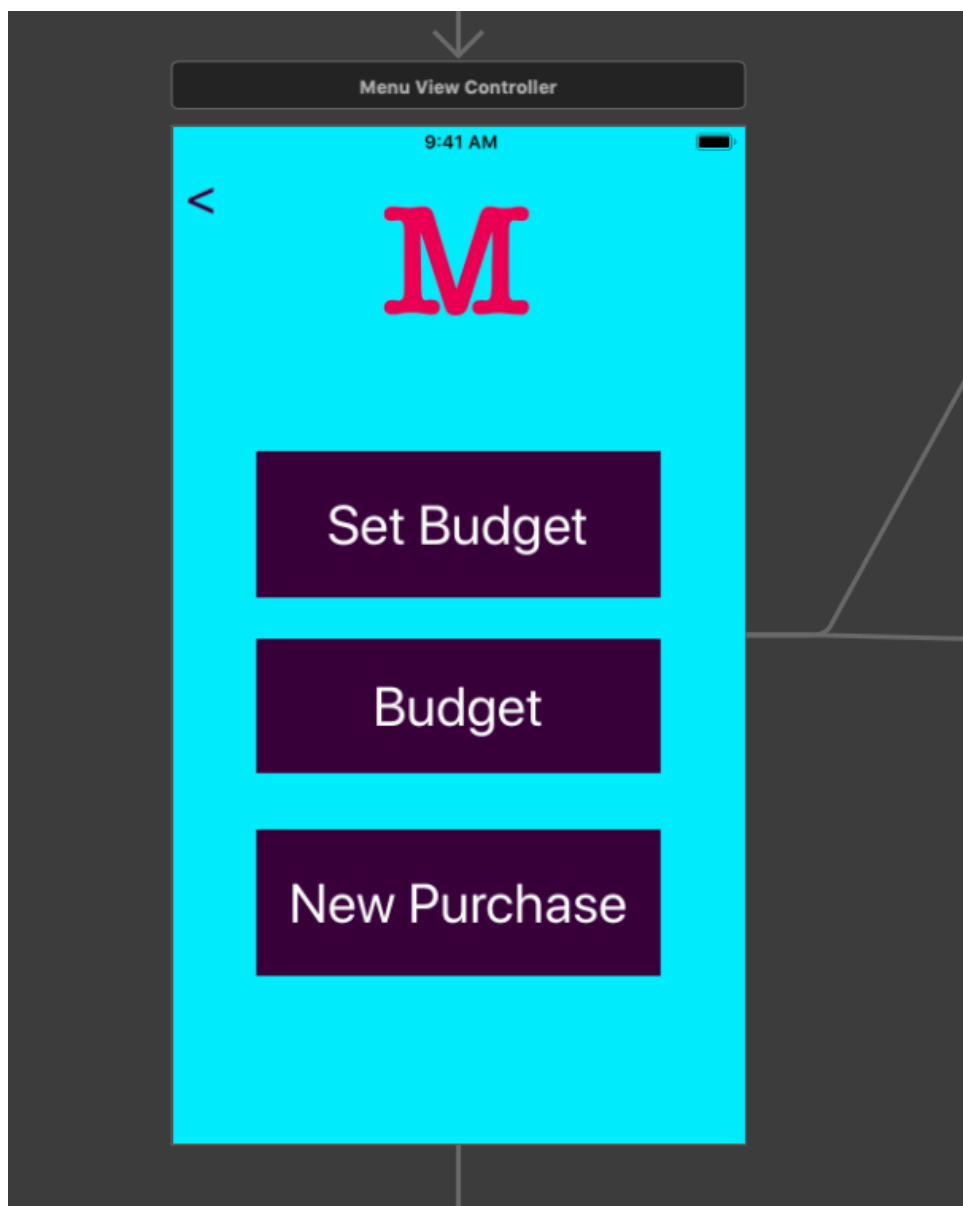 Menu View Controller
9:41 AM
<
M
Set Budget
Budget
New Purchase